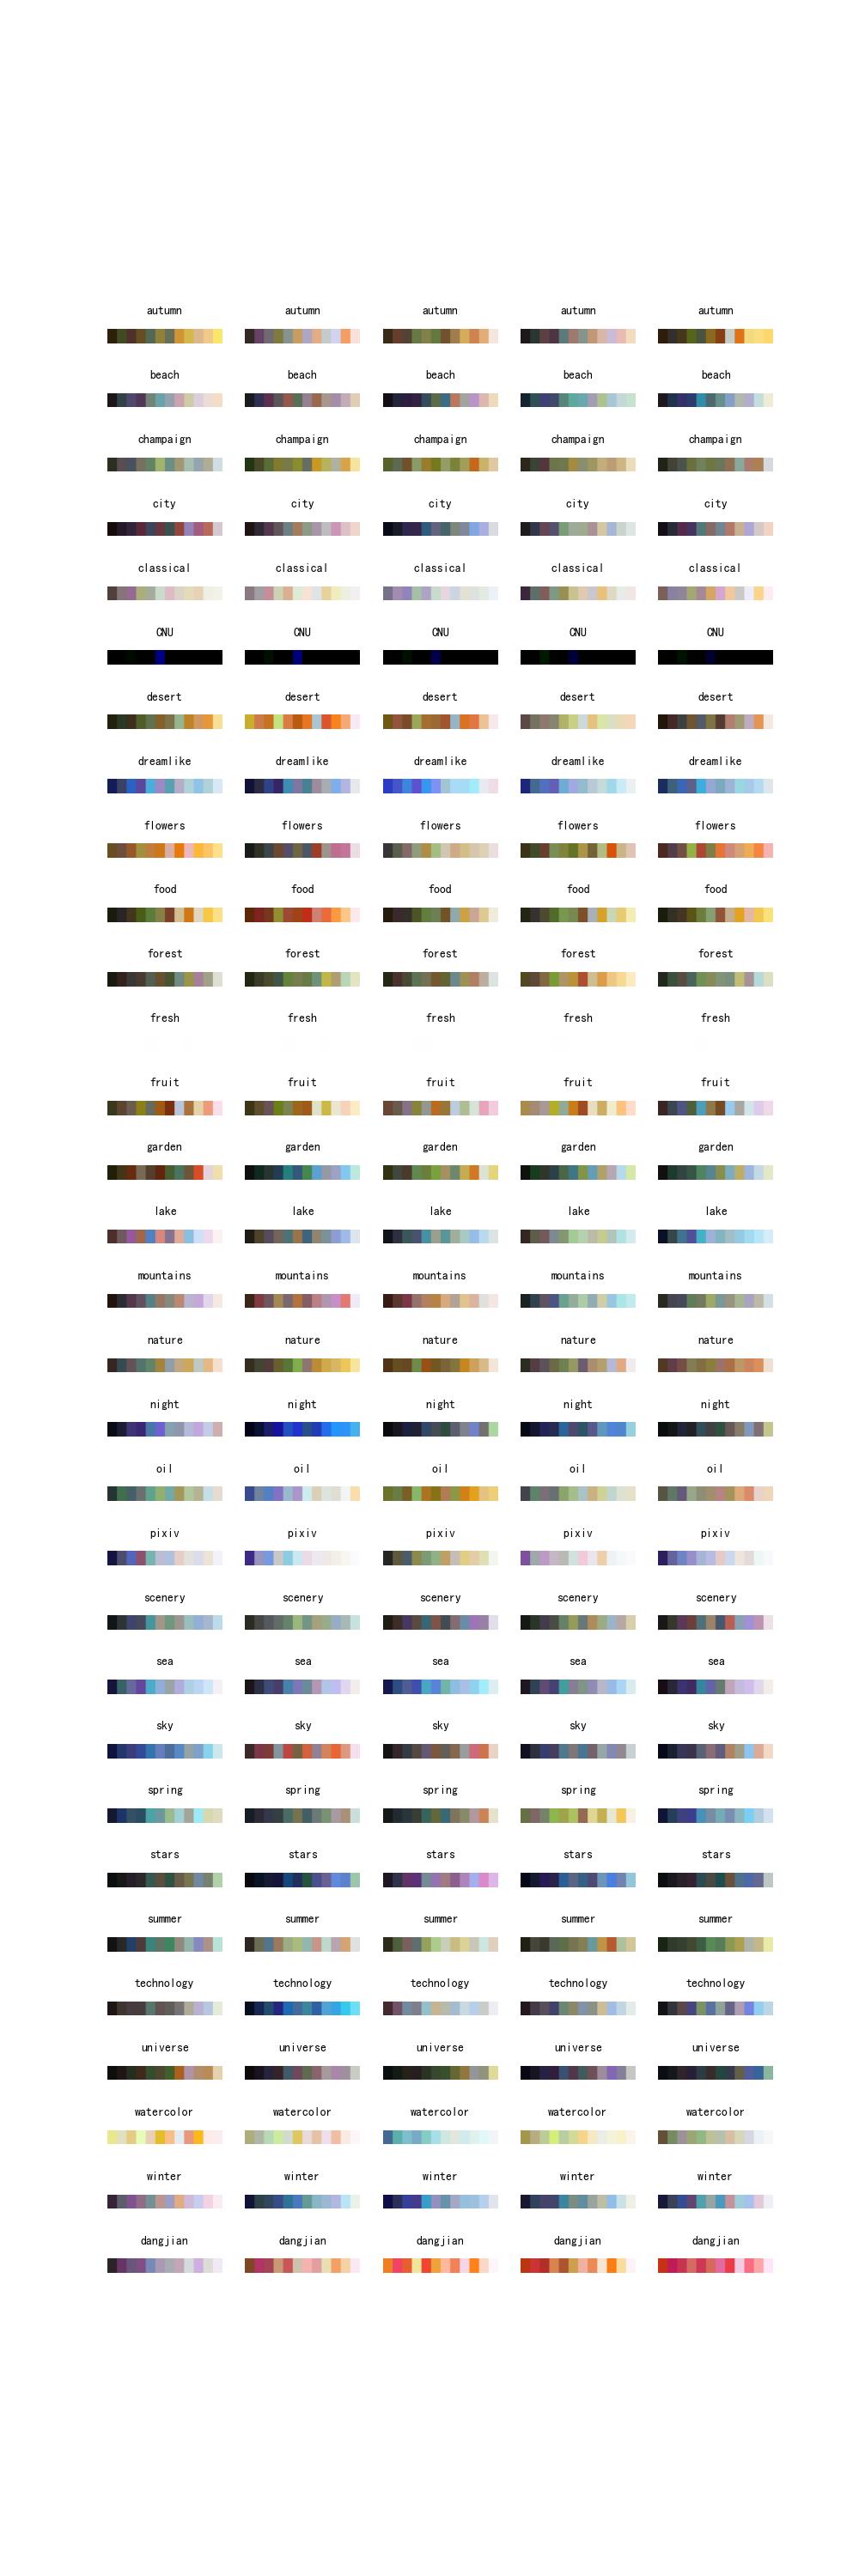 autumn autumn autumn autumn autumn
beach beach beach beach beach
champaign champaign champaign champaign champaign
city city city city city
classical classical classical classical classical
CNU CNU CNU CNU CNU
desert desert desert desert desert
dreamlike dreamlike dreamlike dreamlike dreamlike
flowers flowers flowers flowers flowers
food food food food food
forest forest forest forest forest
fresh fresh fresh fresh fresh
fruit fruit fruit fruit fruit
garden garden garden garden garden
lake lake lake lake lake
mountains mountains mountains mountains mountains
nature nature nature nature nature
night night night night night
oil oil oil oil oil
pixiv pixiv pixiv pixiv pixiv
scenery scenery scenery scenery scenery
sea sea sea sea sea
sky sky sky sky sky
spring spring spring spring spring
stars stars stars stars stars
summer summer summer summer summer
technology technology technology technology technology
universe universe universe universe universe
watercolor watercolor watercolor watercolor watercolor
winter winter winter winter winter
dangjian dangjian dangjian dangjian dangjian